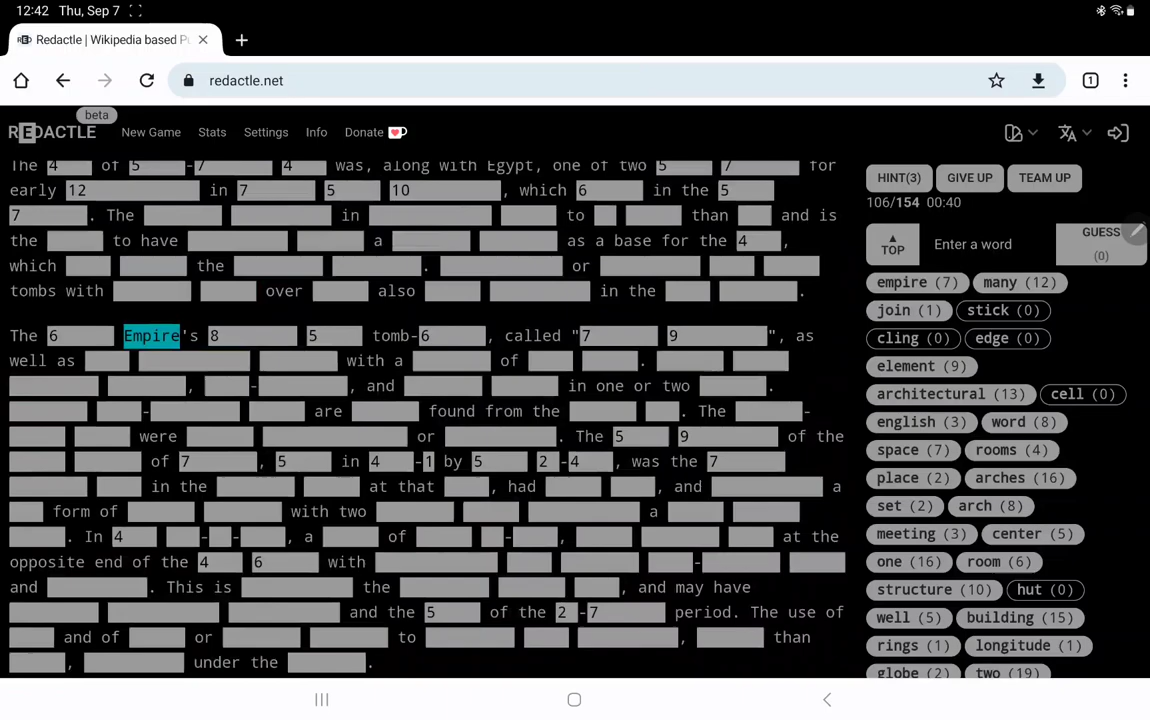 12:42 Thu, Sep 7
Redactle | Wikipedia based Pu
redactle.net
beta
REDACTLE New Game Stats Settings Info Donate
The 4 of 5 -7 4 was, along with Egypt, one of two 5 7 for
early 12 in 7 5 10 , which 6 in the 5
7 . The in to than and is
the to have a as a base for the 4 ,
which the . or
tombs with over also in the .
The 6 Empire's 8 5 tomb-6 , called "7 9 ", as
well as with a of .
, - , and in one or two .
- are found from the . The -
were or . The 5 9 of the
of 7 , 5 in 4 -1 by 5 2 -4 , was the 7
in the at that , had , and a
form of with two a
. In 4 - - , a of - , at the
opposite end of the 4 6 with -
and . This is the , and may have
and the 5 of the 2 -7 period. The use of
and of or to , than
, under the .
HINT(3) GIVE UP TEAM UP
106/154 00:40
▲ TOP Enter a word GUESS (0)
empire (7) many (12)
join (1) stick (0)
cling (0) edge (0)
element (9)
architectural (13) cell (0)
english (3) word (8)
space (7) rooms (4)
place (2) arches (16)
set (2) arch (8)
meeting (3) center (5)
one (16) room (6)
structure (10) hut (0)
well (5) building (15)
rings (1) longitude (1)
globe (2) two (19)